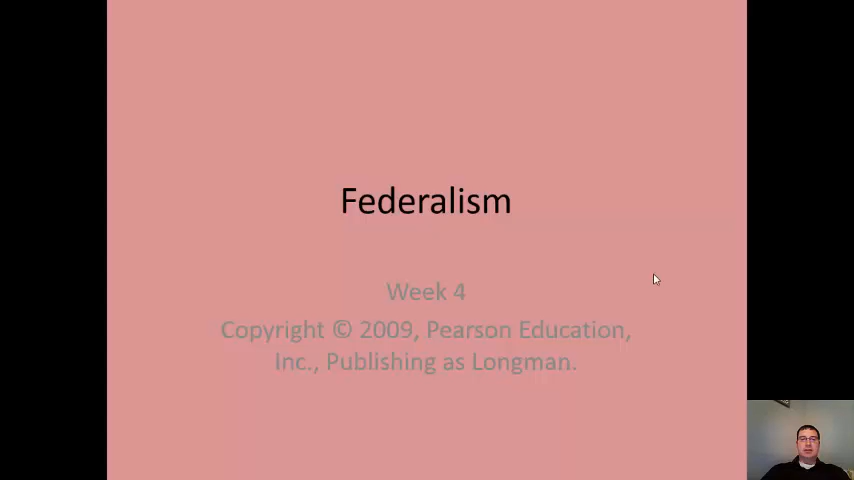 Federalism
Week 4
Copyright © 2009, Pearson Education,
Inc., Publishing as Longman.